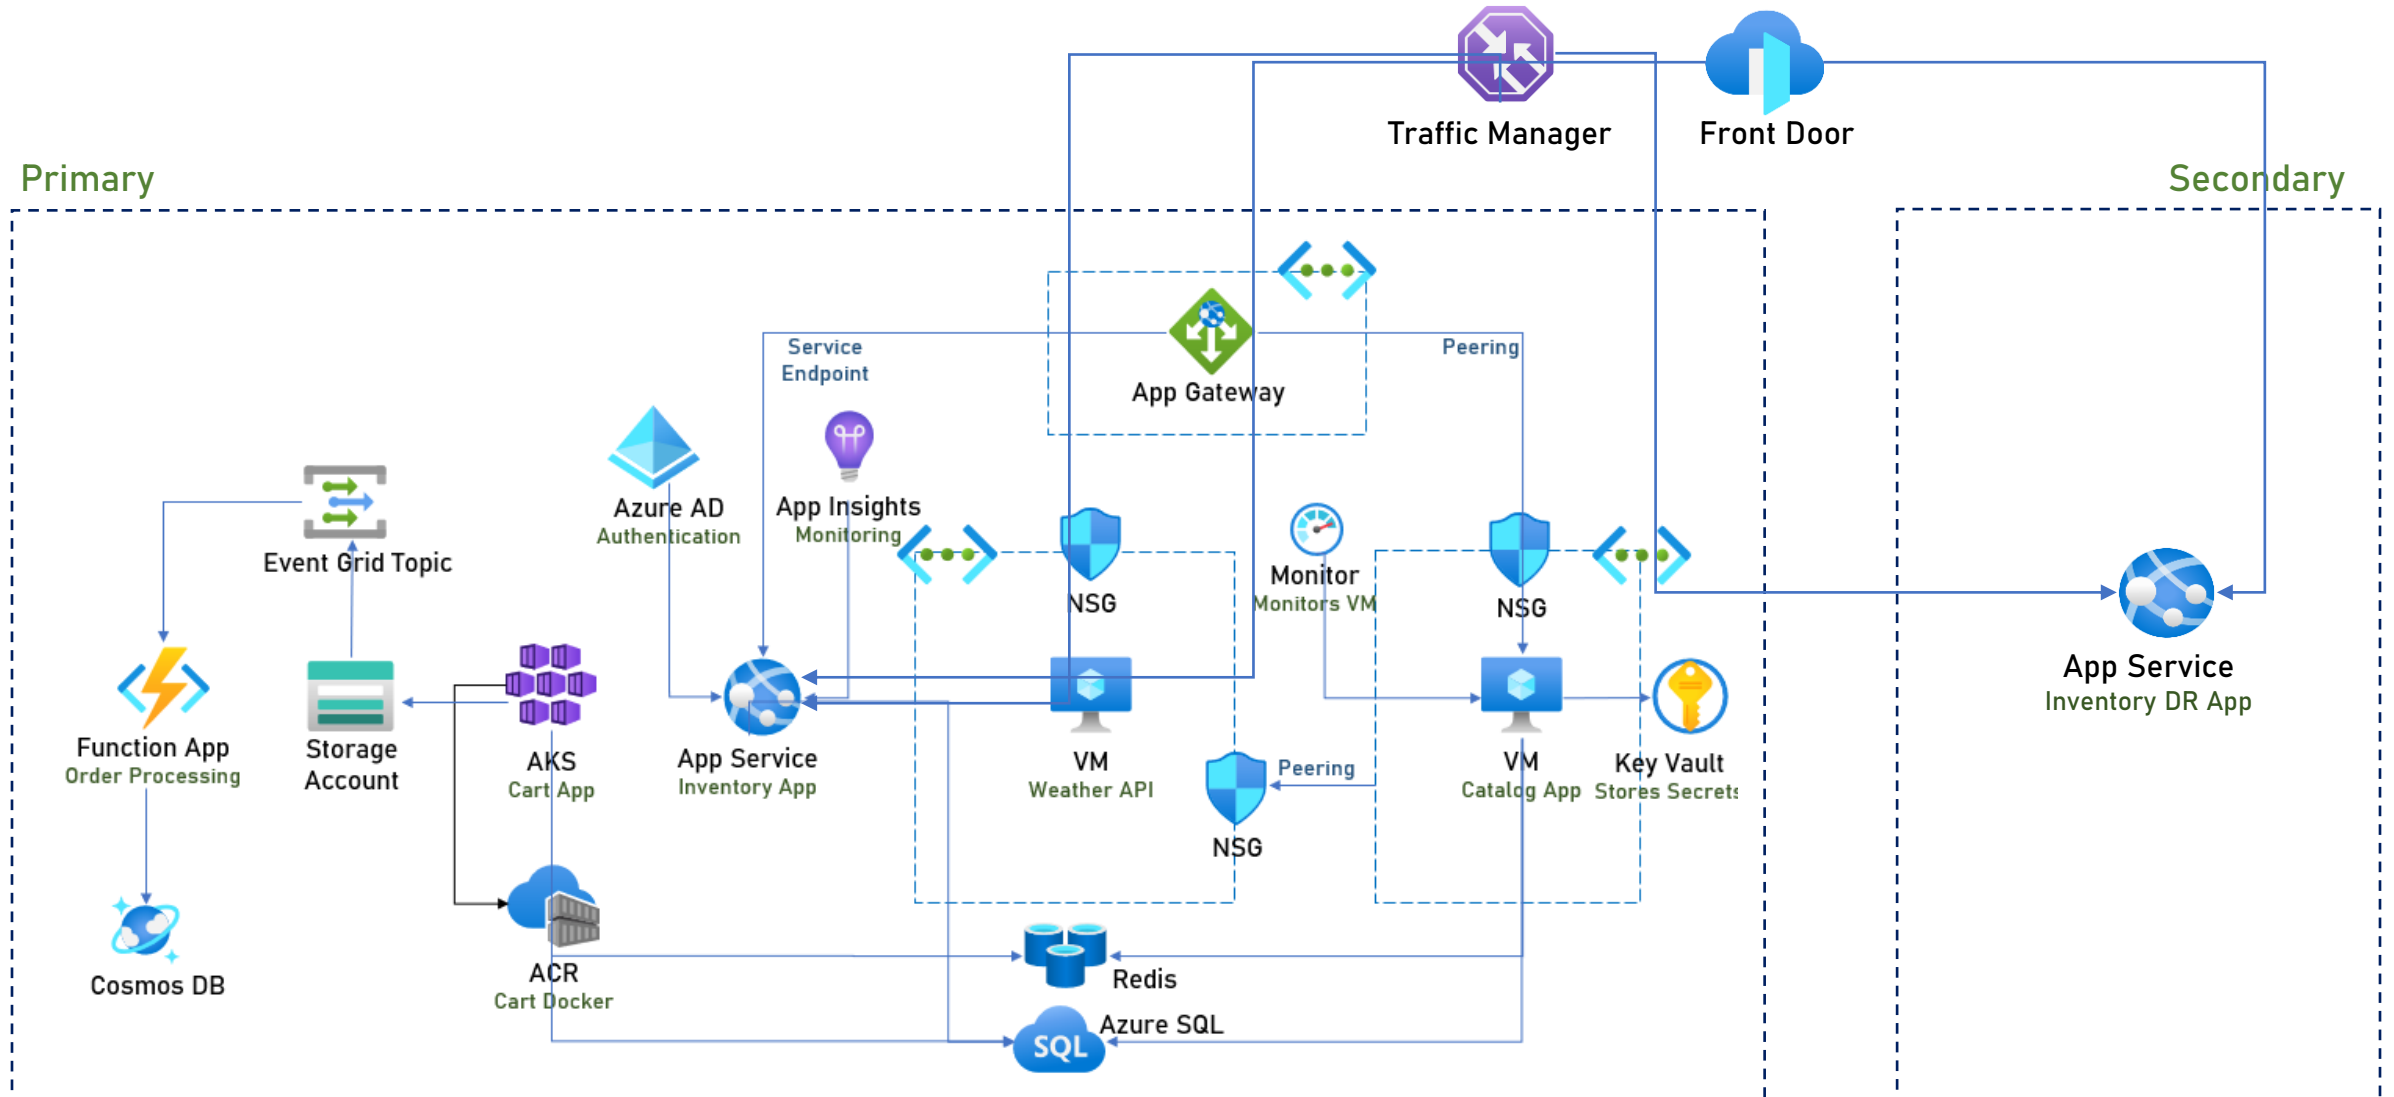 Traffic Manager
Front Door
Primary
Secondary
Service
Endpoint
Peering
App Gateway
Azure AD
Authentication
App Insights
Monitoring
Event Grid Topic
NSG
Monitor
Monitors VM
NSG
App Service
Inventory DR App
Function App
Order Processing
Storage
Account
AKS
Cart App
App Service
Inventory App
VM
Weather API
Peering
VM
Catalog App
Key Vault
Stores Secrets
NSG
Cosmos DB
ACR
Cart Docker
Redis
Azure SQL
SQL